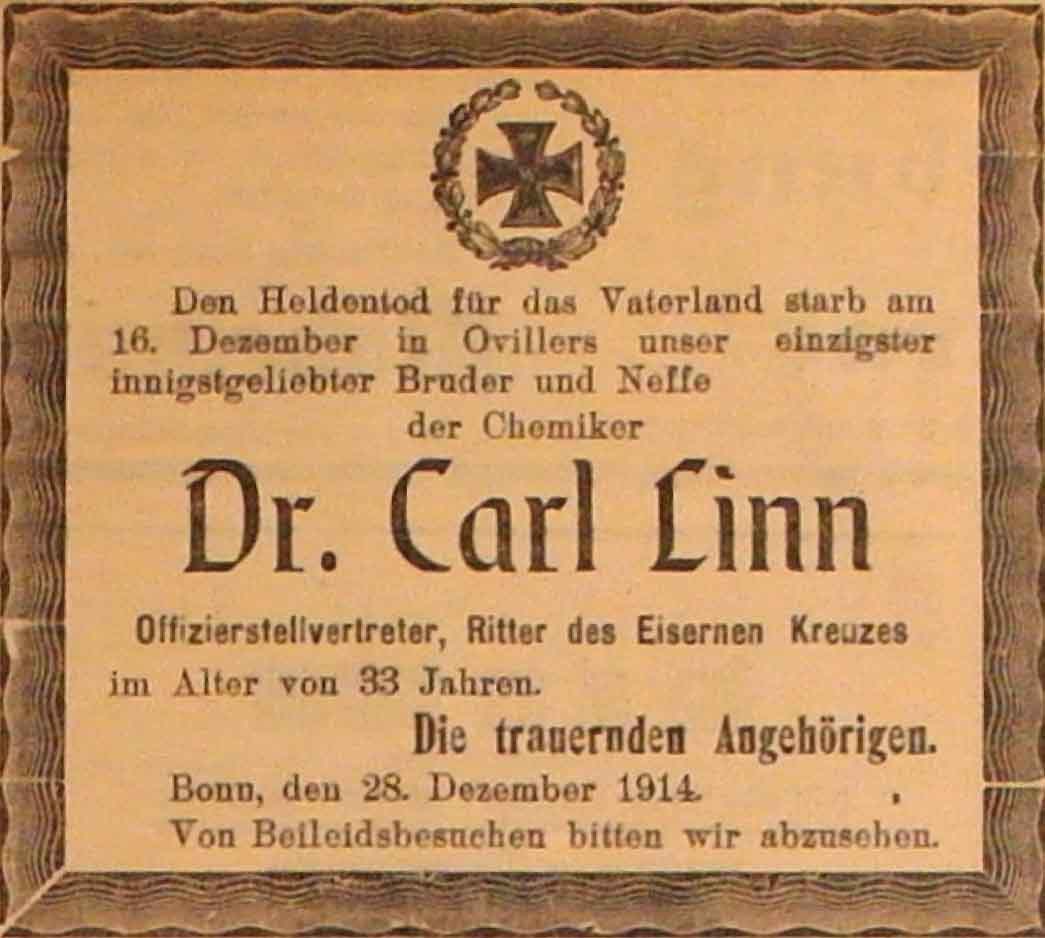 Den Heldentod für das Vaterland starb am
16. Dezember in Ovillers unser einzigster
innigstgeliebter Bruder und Neffe
der Chemiker
Dr. Carl Linn
Offizierstellvertreter, Ritter des Eisernen Kreuzes
im Alter von 33 Jahren.
Die trauernden Angehörigen.
Bonn, den 28. Dezember 1914.
Von Beileidsbesuchen bitten wir abzusehen.